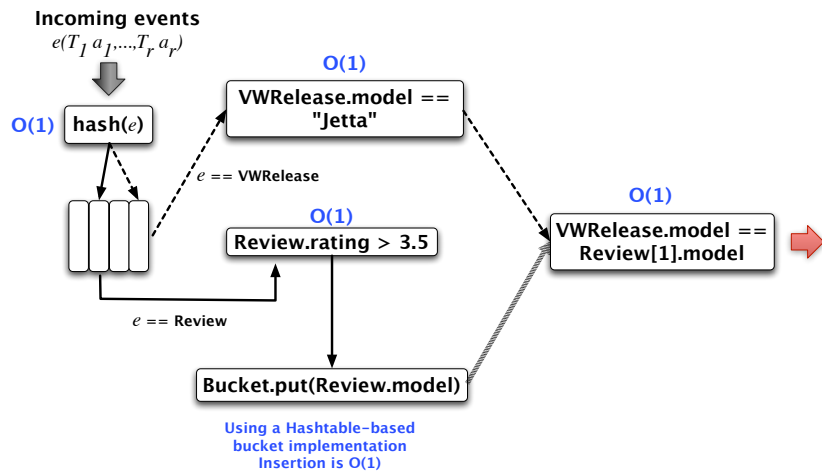 Incoming events
e(T1 a1,...,Tr ar)
O(1)
hash(e)
O(1)
VWRelease.model ==
"Jetta"
e == VWRelease
O(1)
Review.rating > 3.5
O(1)
VWRelease.model ==
Review[1].model
e == Review
Bucket.put(Review.model)
Using a Hashtable-based
bucket implementation
Insertion is O(1)